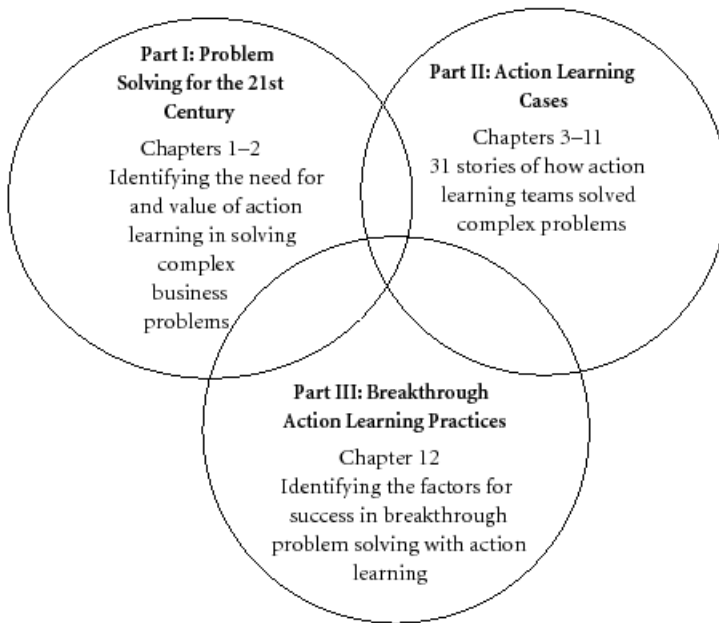 Part I: Problem
Solving for the 21st
Century
Chapters 1–2
Identifying the need for
and value of action
learning in solving
complex
business
problems
Part II: Action Learning
Cases
Chapters 3–11
31 stories of how action
learning teams solved
complex problems
Part III: Breakthrough
Action Learning Practices
Chapter 12
Identifying the factors for
success in breakthrough
problem solving with action
learning